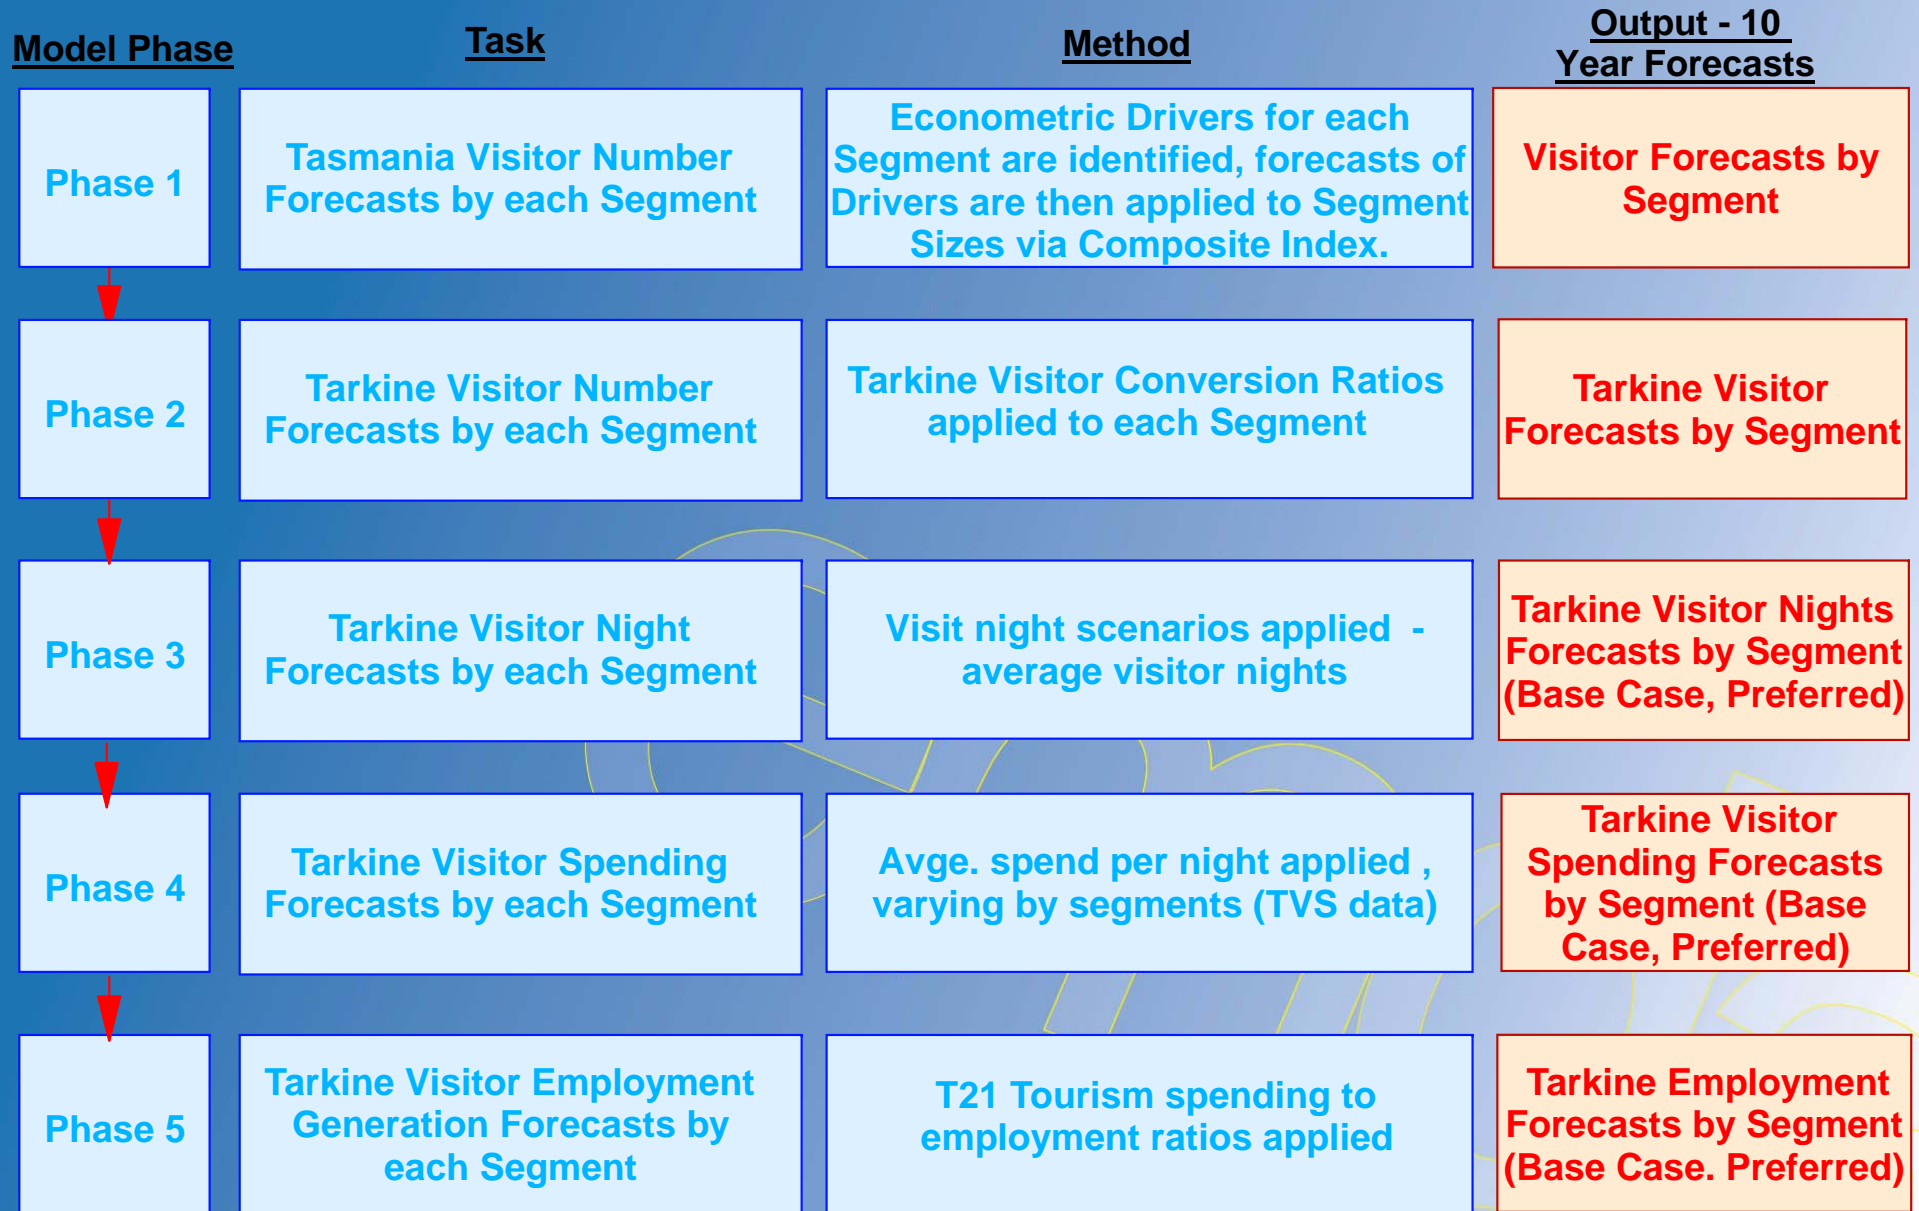 Model Phase
Task
Method
Output - 10
Year Forecasts
Phase 1
Tasmania Visitor Number
Forecasts by each Segment
Econometric Drivers for each
Segment are identified, forecasts of
Drivers are then applied to Segment
Sizes via Composite Index.
Visitor Forecasts by
Segment
Phase 2
Tarkine Visitor Number
Forecasts by each Segment
Tarkine Visitor Conversion Ratios
applied to each Segment
Tarkine Visitor
Forecasts by Segment
Phase 3
Tarkine Visitor Night
Forecasts by each Segment
Visit night scenarios applied  -
average visitor nights
Tarkine Visitor Nights
Forecasts by Segment
(Base Case, Preferred)
Phase 4
Tarkine Visitor Spending
Forecasts by each Segment
Avge. spend per night applied ,
varying by segments (TVS data)
Tarkine Visitor
Spending Forecasts
by Segment (Base
Case, Preferred)
Phase 5
Tarkine Visitor Employment
Generation Forecasts by
each Segment
T21 Tourism spending to
employment ratios applied
Tarkine Employment
Forecasts by Segment
(Base Case. Preferred)